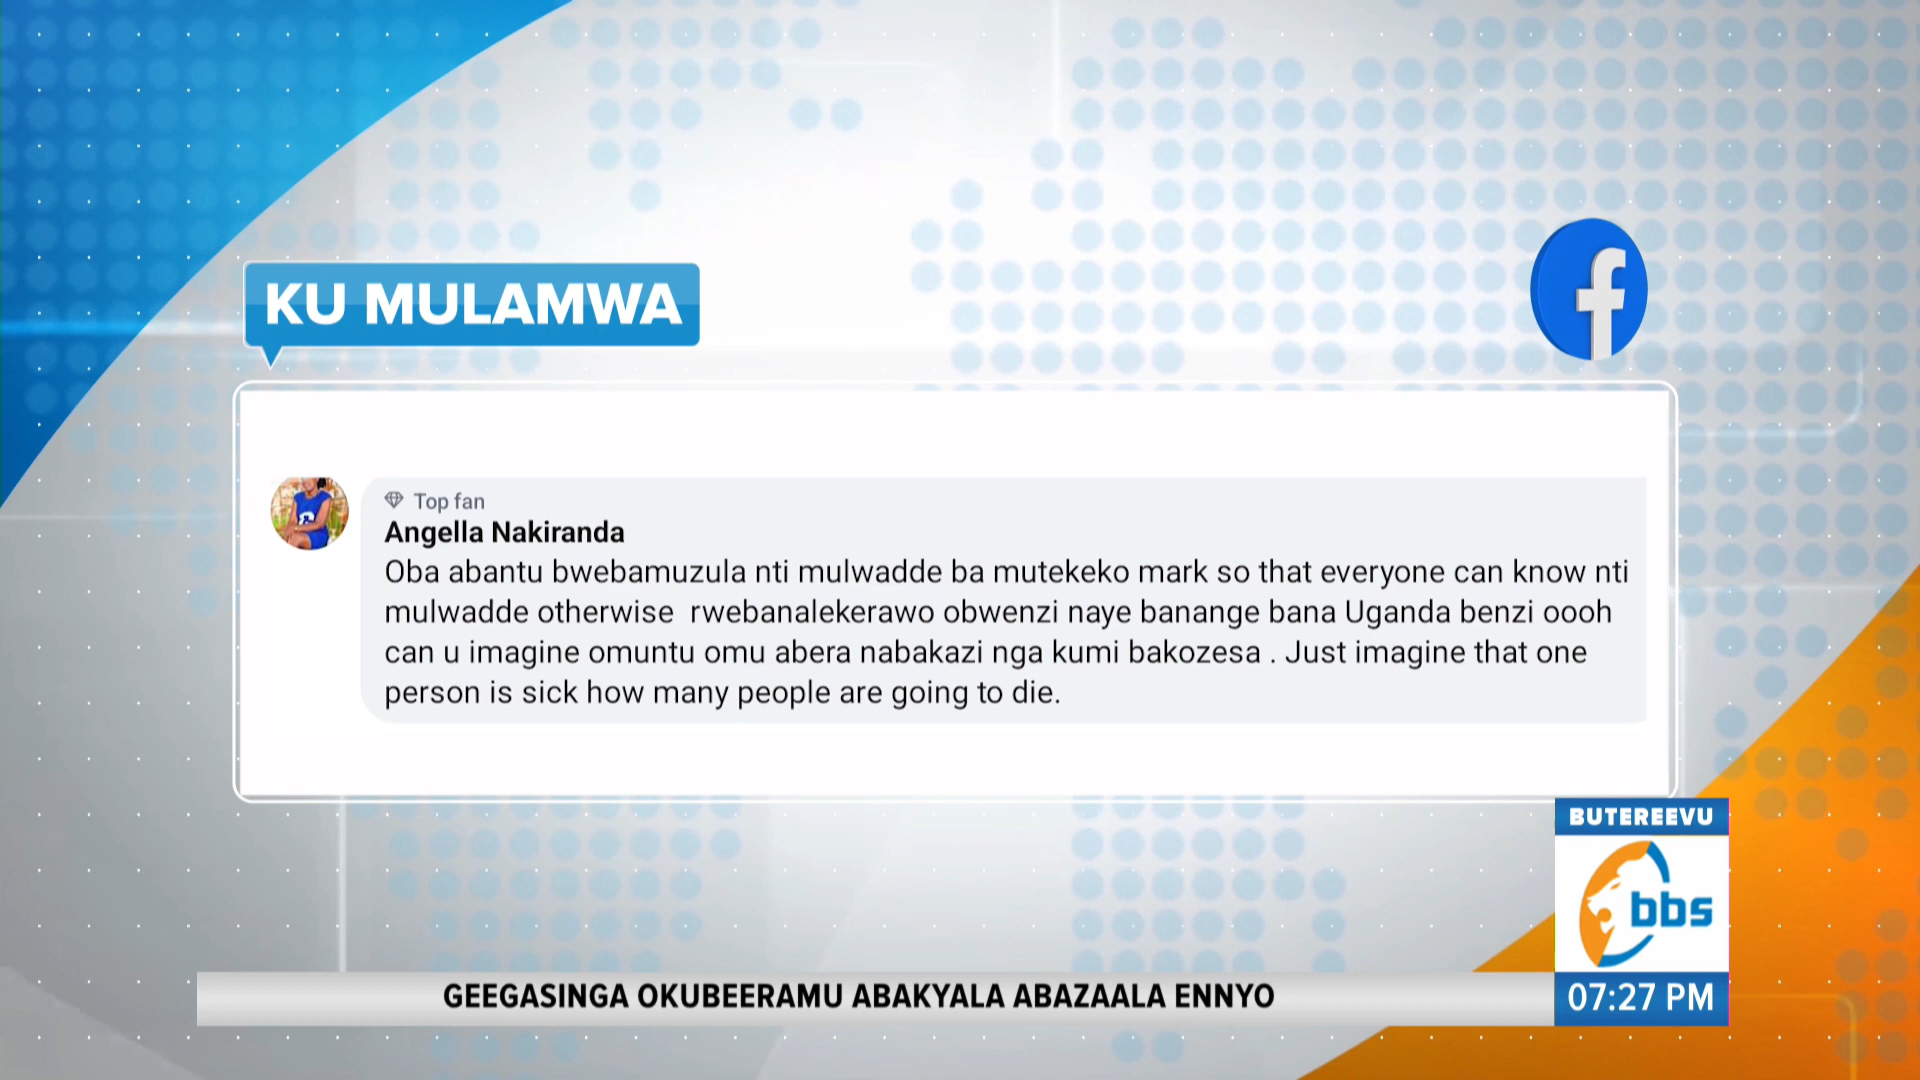 KU MULAMWA
Top fan
Angella Nakiranda
Oba abantu bwebamuzula nti mulwadde ba mutekeko mark so that everyone can know nti
mulwadde otherwise rwebanalekerawo obwenzi naye banange bana Uganda benzi oooh
can u imagine omuntu omu abera nabakazi nga kumi bakozesa . Just imagine that one
person is sick how many people are going to die.
BUTEREEVU
bbs
GEEGASINGA OKUBEERAMU ABAKYALA ABAZAALA ENNYO
07:27 PM